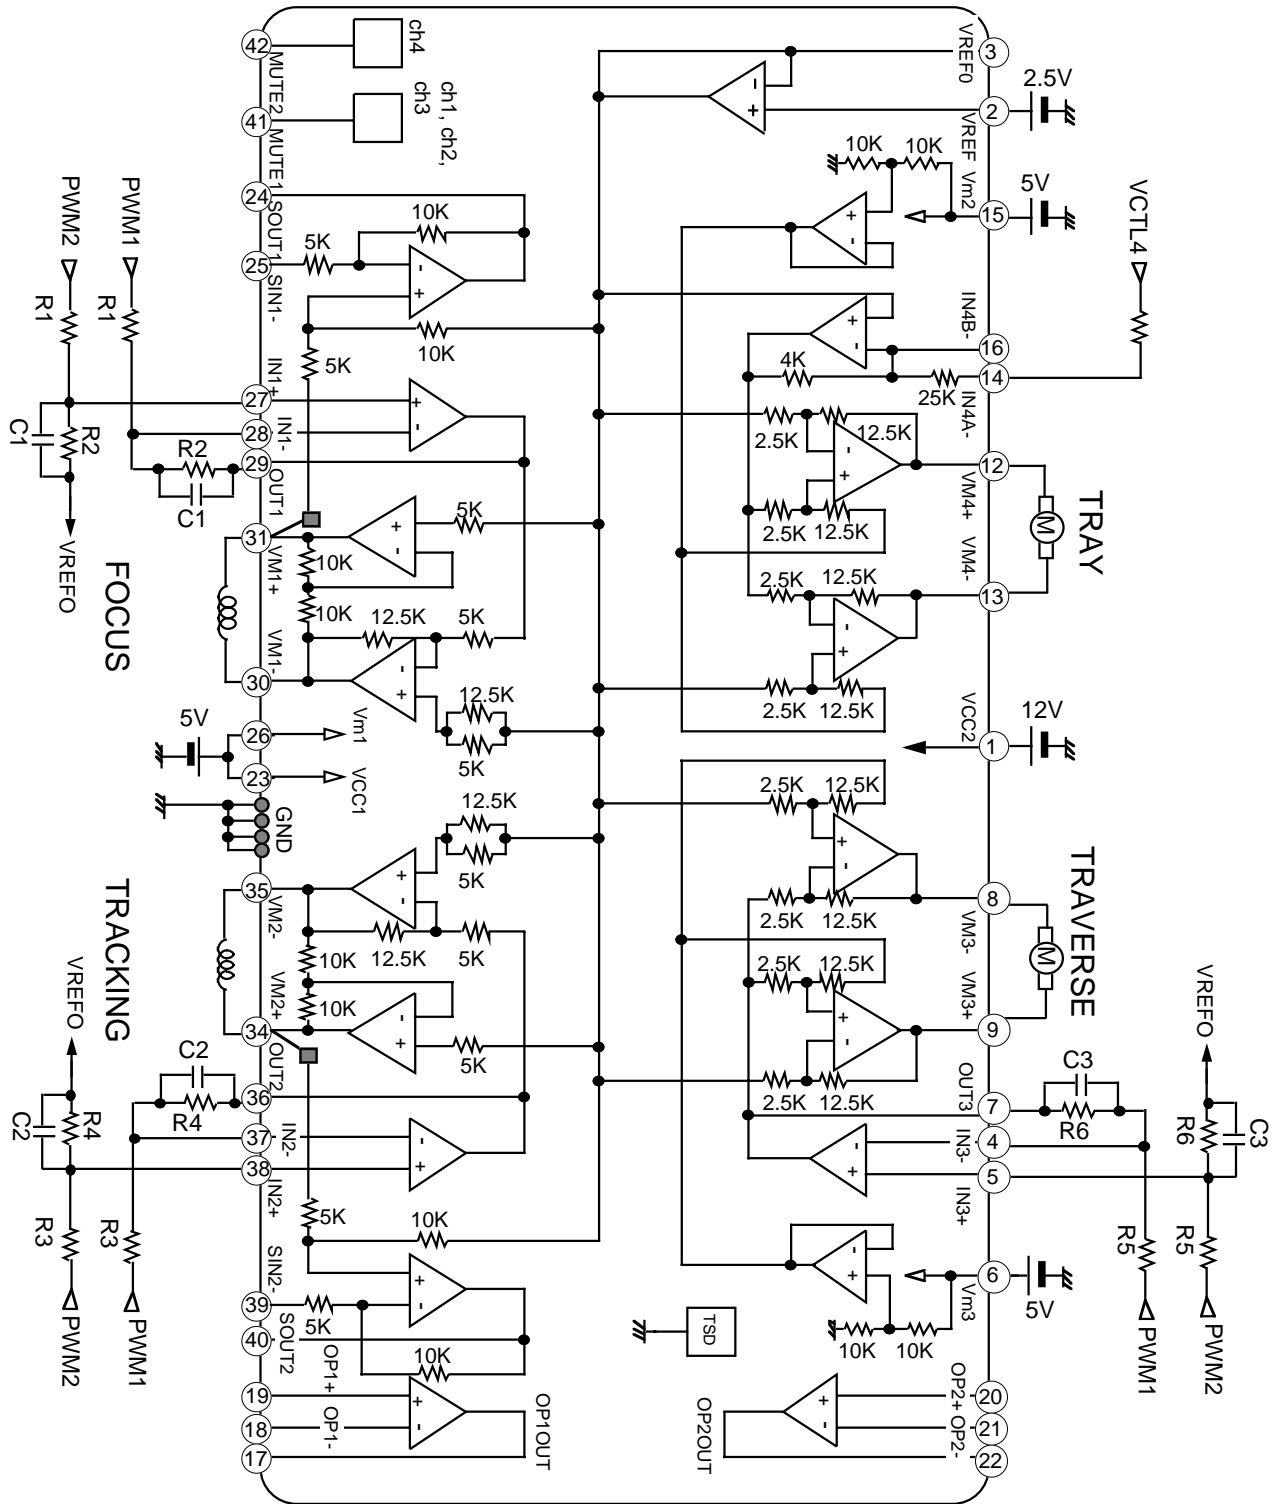 3
VREF0
2.5V
2
VREF
10K
10K
Vm2
5V
15
VCTL4
IN4B-
16
4K
14
25K
IN4A-
2.5K
12.5K
12
VM4+
2.5K
12.5K
M
TRAY
VM4-
2.5K
12.5K
13
2.5K
12.5K
VCC2
12V
1
2.5K
12.5K
TRAVERSE
8
2.5K
12.5K
VM3-
M
2.5K
12.5K
VM3+
9
VREFO
2.5K
12.5K
OUT3
7
C3
R6
R6
C3
IN3-
4
5
IN3+
R5
R5
6
Vm3
5V
PWM1
PWM2
TSD
10K
10K
OP2+
20
OP2-
21
22
OP2OUT
ch4
42
MUTE2
ch1, ch2,
ch3
41
MUTE1
PWM2
PWM1
24
SOUT1
10K
5K
25
SIN1-
R1
R1
10K
5K
IN1+
27
28
IN1-
C1
R2
R2
C1
29
OUT1
VREFO
5K
31
VM1+
10K
10K
FOCUS
12.5K
5K
VM1-
30
12.5K
5K
5V
26
Vm1
23
VCC1
GND
12.5K
5K
35
VM2-
12.5K
5K
10K
TRACKING
VREFO
VM2+
10K
34
5K
OUT2
C2
R4
36
R4
C2
37
IN2-
38
IN2+
R3
R3
5K
10K
SIN2-
39
5K
PWM2
PWM1
40
SOUT2
10K
OP1+
19
18
OP1-
17
OP1OUT
+
-
+
-
+
-
+
-
+
-
+
-
+
-
+
-
+
-
+
-
+
-
+
-
+
-
+
-
+
-
+
-
+
-
+
-
+
-
+
-